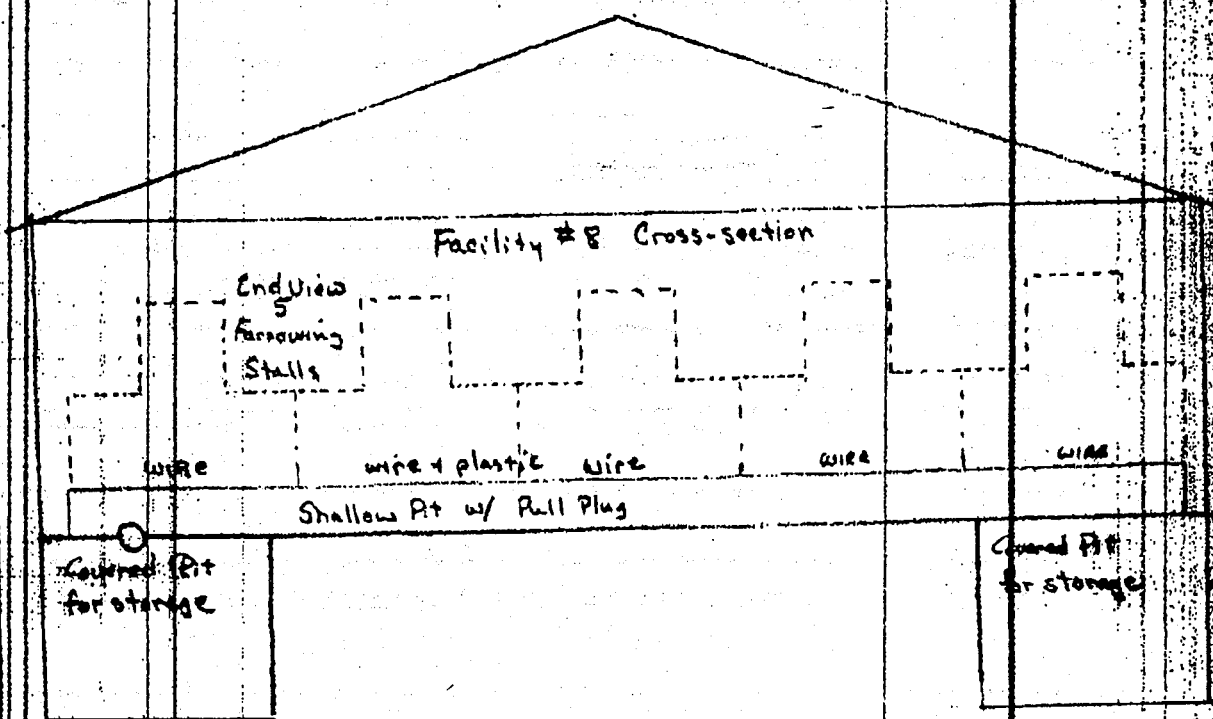 Facility #8 Cross-section
End View
5
Farrowing
Stalls
wire wire + plastic wire wire wire
Shallow Pit w/ Pull Plug
Covered Pit
for storage
Covered Pit
for storage